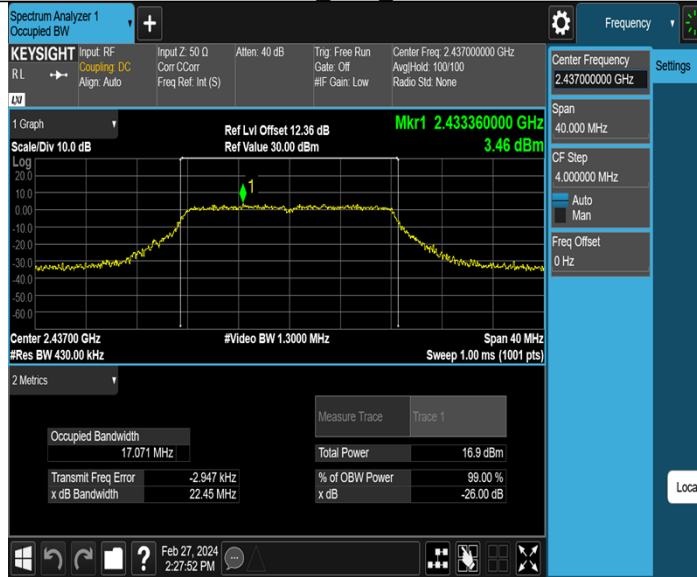 Spectrum Analyzer 1
Occupied BW
+
Frequency
KEYSIGHT
RL
LXI
Input: RF
Coupling: DC
Align: Auto
Input Z: 50 Ω
Corr CCorr
Freq Ref: Int (S)
Atten: 40 dB
Trig: Free Run
Gate: Off
#IF Gain: Low
Center Freq: 2.437000000 GHz
Avg|Hold: 100/100
Radio Std: None
Center Frequency
2.437000000 GHz
Settings
Span
40.000 MHz
CF Step
4.000000 MHz
Auto
Man
Freq Offset
0 Hz
Loca
1 Graph
Scale/Div 10.0 dB
Ref Lvl Offset 12.36 dB
Ref Value 30.00 dBm
Mkr1 2.433360000 GHz
3.46 dBm
Log
20.0
10.0
0.00
-10.0
-20.0
-30.0
-40.0
-50.0
-60.0
1
Center 2.43700 GHz
#Res BW 430.00 kHz
#Video BW 1.3000 MHz
Span 40 MHz
Sweep 1.00 ms (1001 pts)
2 Metrics
Measure Trace
Trace 1
Occupied Bandwidth
17.071 MHz
Total Power
16.9 dBm
Transmit Freq Error
-2.947 kHz
% of OBW Power
99.00 %
x dB Bandwidth
22.45 MHz
x dB
-26.00 dB
?
Feb 27, 2024
2:27:52 PM